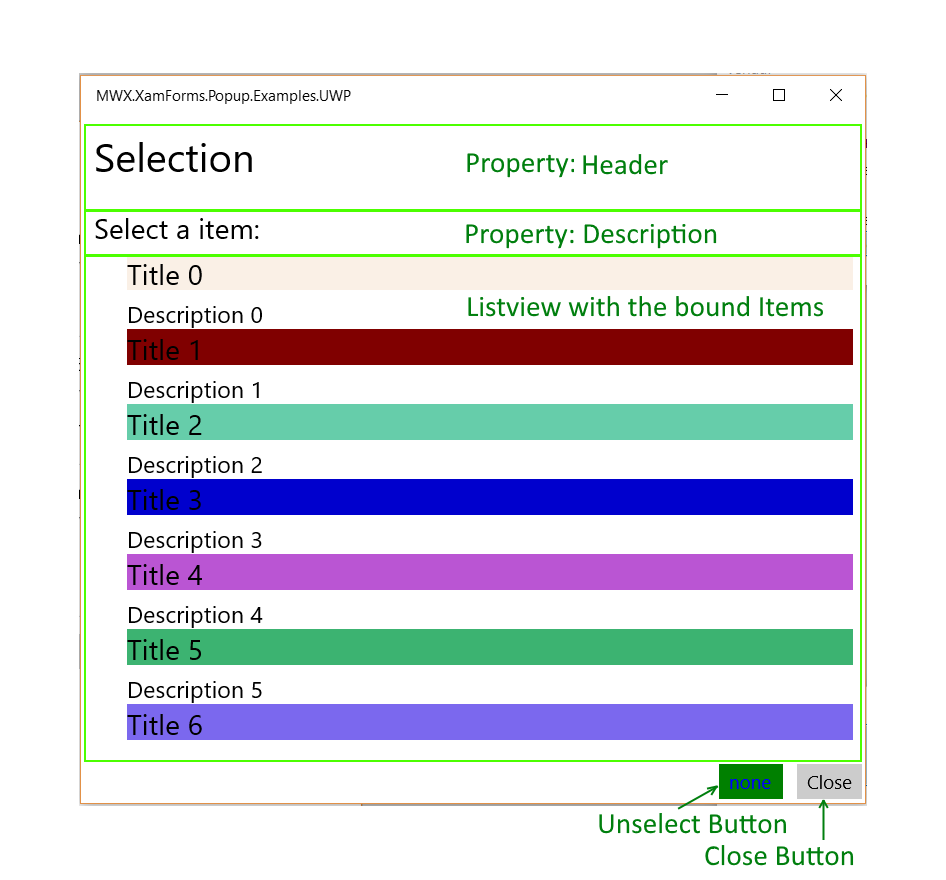 MWX.XamForms.Popup.Examples.UWP
Selection
Property: Header
Select a item:
Property: Description
Title 0
Listview with the bound Items
Description 0
Title 1
Description 1
Title 2
Description 2
Title 3
Description 3
Title 4
Description 4
Title 5
Description 5
Title 6
none
Close
Unselect Button
Close Button